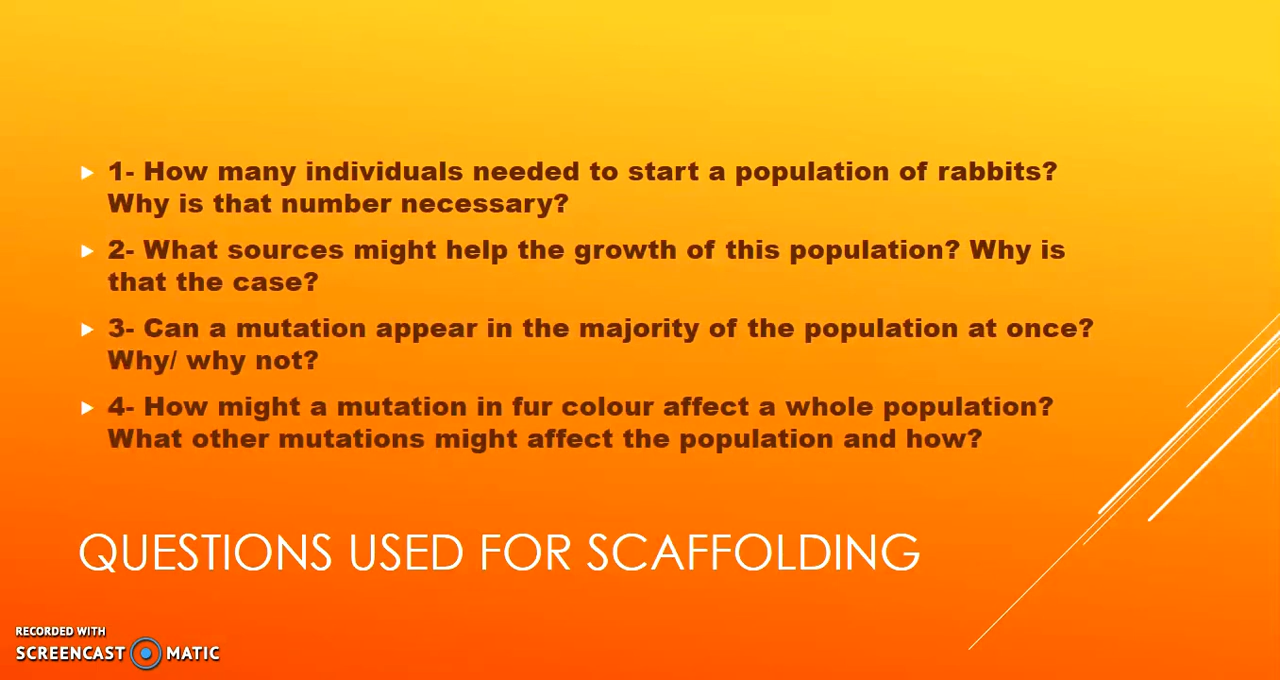 1- How many individuals needed to start a population of rabbits?
Why is that number necessary?
2- What sources might help the growth of this population? Why is
that the case?
3- Can a mutation appear in the majority of the population at once?
Why/ why not?
4- How might a mutation in fur colour affect a whole population?
What other mutations might affect the population and how?
QUESTIONS USED FOR SCAFFOLDING
RECORDED WITH
SCREENCAST MATIC